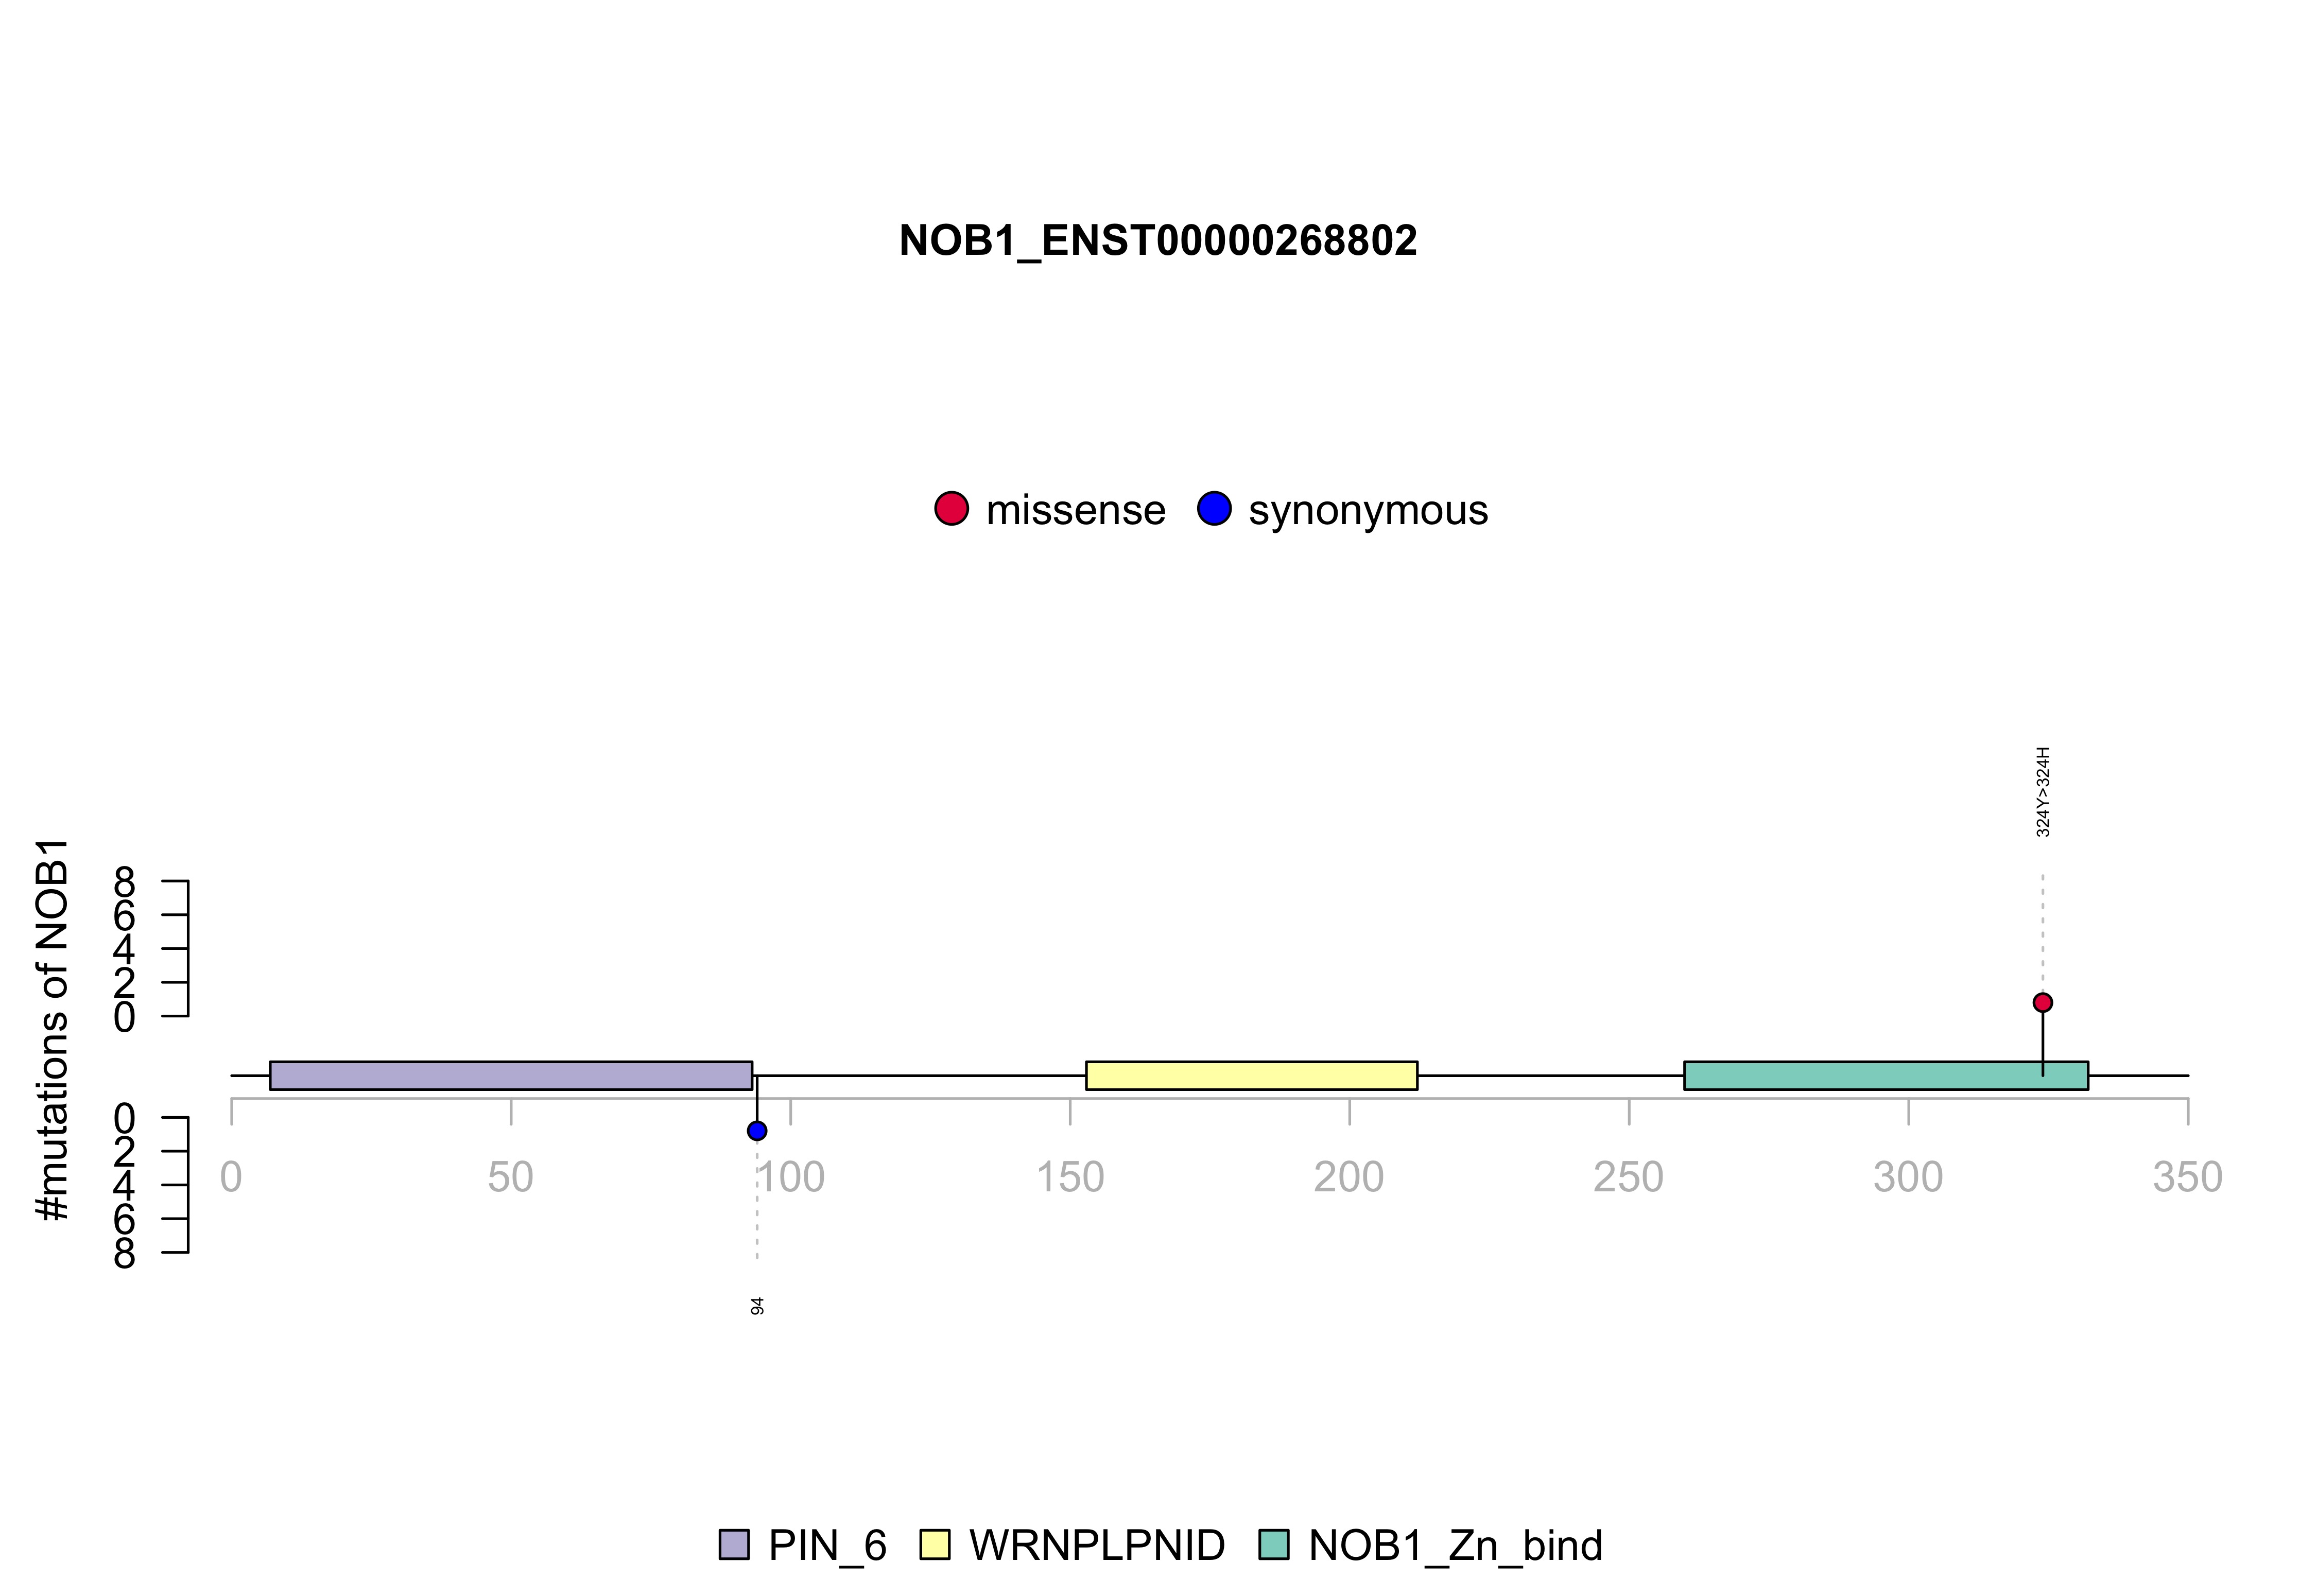 NOB1_ENST00000268802
missense synonymous
324Y>324H
#mutations of NOB1
8
6
4
2
0
0
2
4
6
8
0 50 100 150 200 250 300 350
94
PIN_6 WRNPLPNID NOB1_Zn_bind